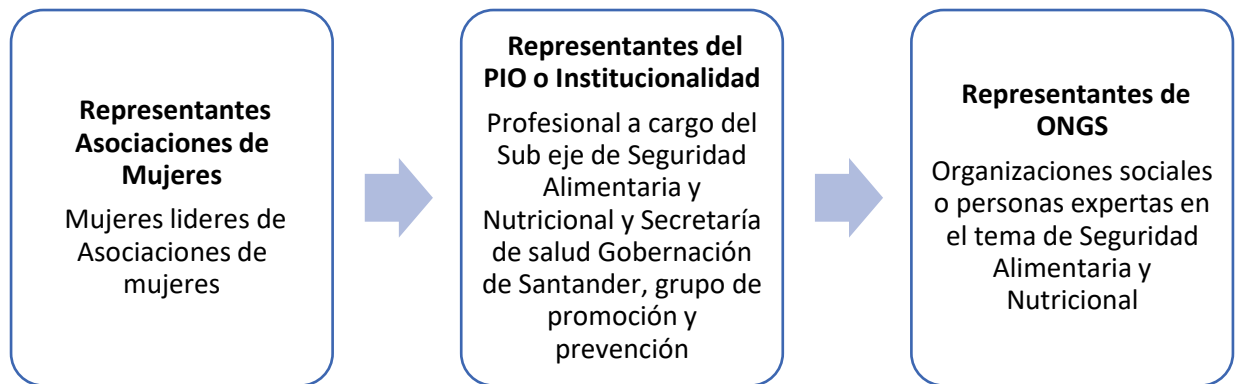 Representantes
Asociaciones de
Mujeres
Mujeres lideres de
Asociaciones de
mujeres
Representantes del
PIO o Institucionalidad
Profesional a cargo del
Sub eje de Seguridad
Alimentaria y
Nutricional y Secretaría
de salud Gobernación
de Santander, grupo de
promoción y
prevención
Representantes de
ONGS
Organizaciones sociales
o personas expertas en
el tema de Seguridad
Alimentaria y
Nutricional